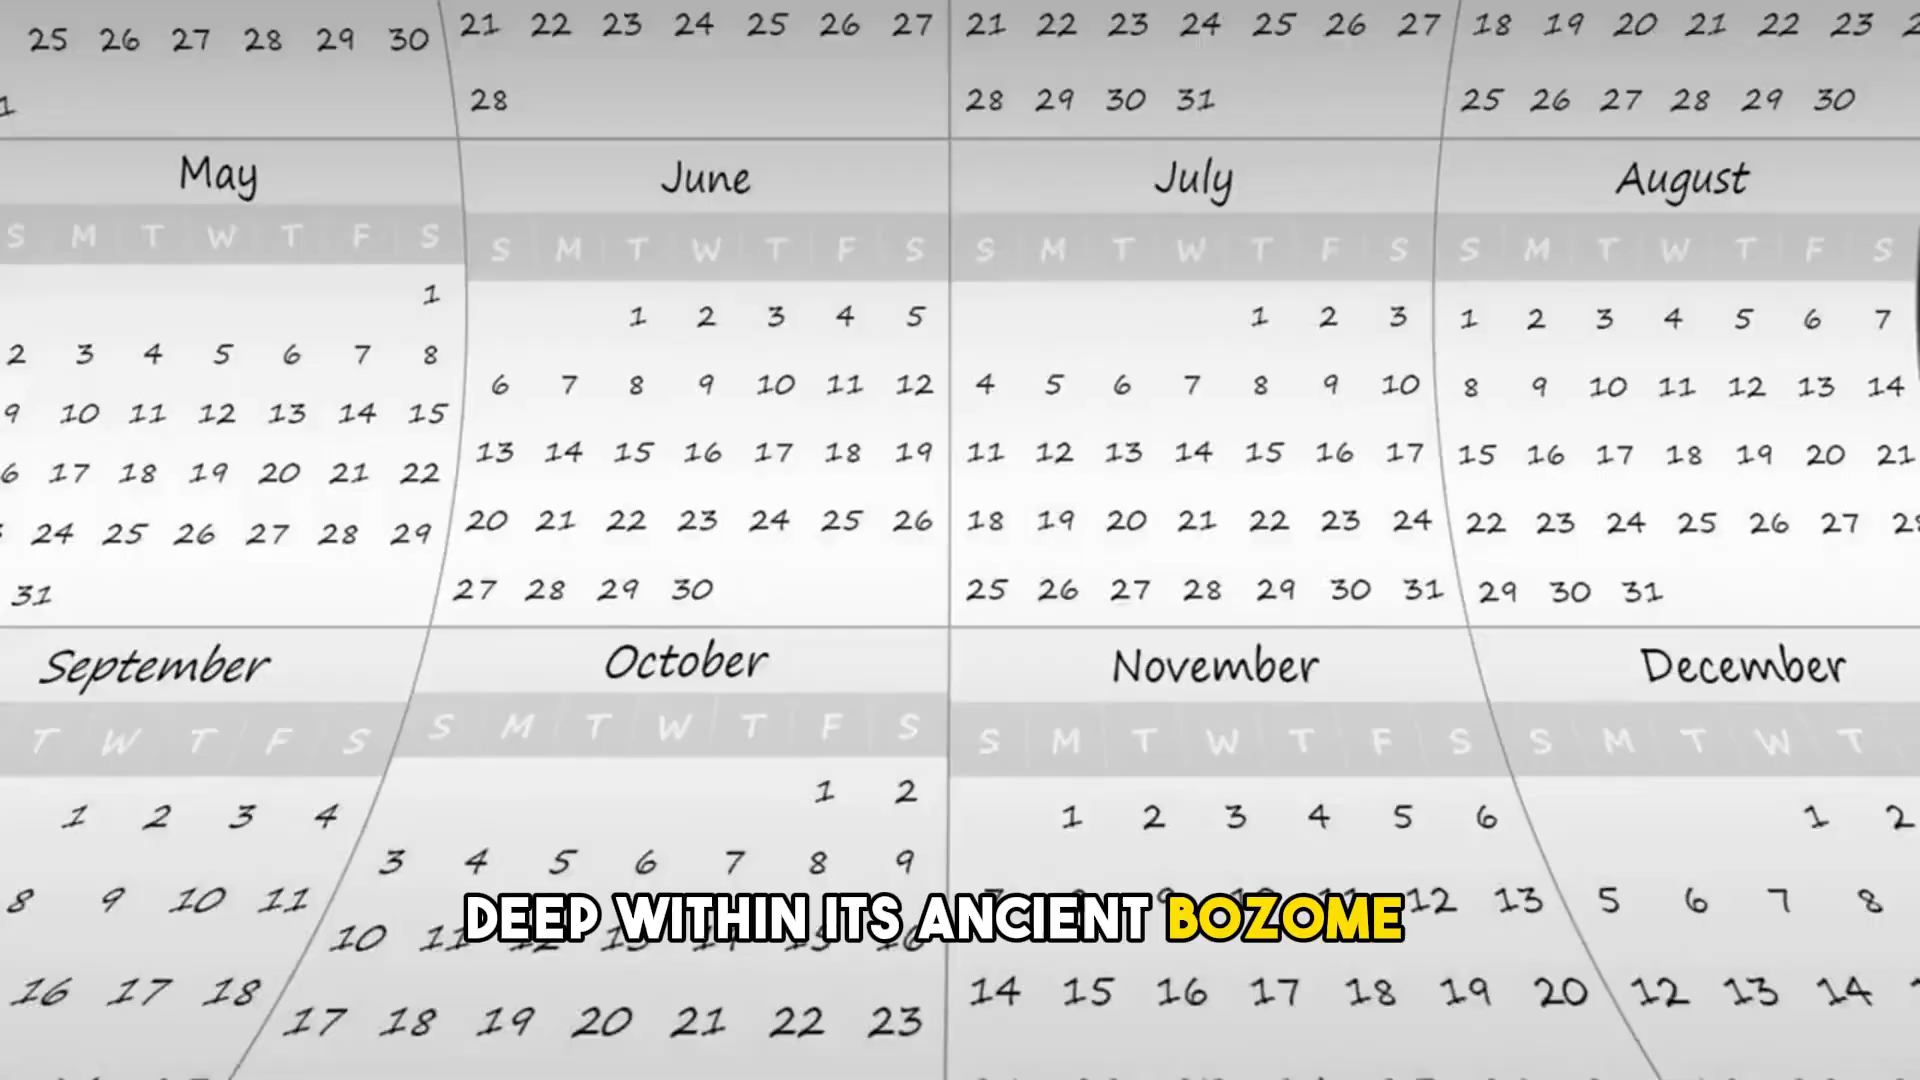 25 26 27 28 29 30
21 22 23 24 25 26 27
21 22 23 24 25 26 27
18 19 20 21 22 23
28
28 29 30 31
25 26 27 28 29 30
May
S M T W T F S
1
2 3 4 5 6 7 8
9 10 11 12 13 14 15
17 18 19 20 21 22
24 25 26 27 28 29
31
June
S M T W T F S
1 2 3 4 5
6 7 8 9 10 11 12
13 14 15 16 17 18 19
20 21 22 23 24 25 26
27 28 29 30
July
S M T W T F S
1 2 3
4 5 6 7 8 9 10
11 12 13 14 15 16 17
18 19 20 21 22 23 24
25 26 27 28 29 30 31
August
S M T W T F S
1 2 3 4 5 6 7
8 9 10 11 12 13 14
15 16 17 18 19 20 21
22 23 24 25 26 27
29 30 31
September
T W T F S
1 2 3 4
8 9 10 11
16 17 18
October
S M T W T F S
1 2
3 4 5 6 7 8 9
10 11 12 13 14 15 16
17 18 19 20 21 22 23
November
S M T W T F S
1 2 3 4 5 6
12 13
14 15 16 17 18 19 20
December
S M T W T
1 2
5 6 7 8
12 13 14
DEEP WITHIN ITS ANCIENT BOZOME